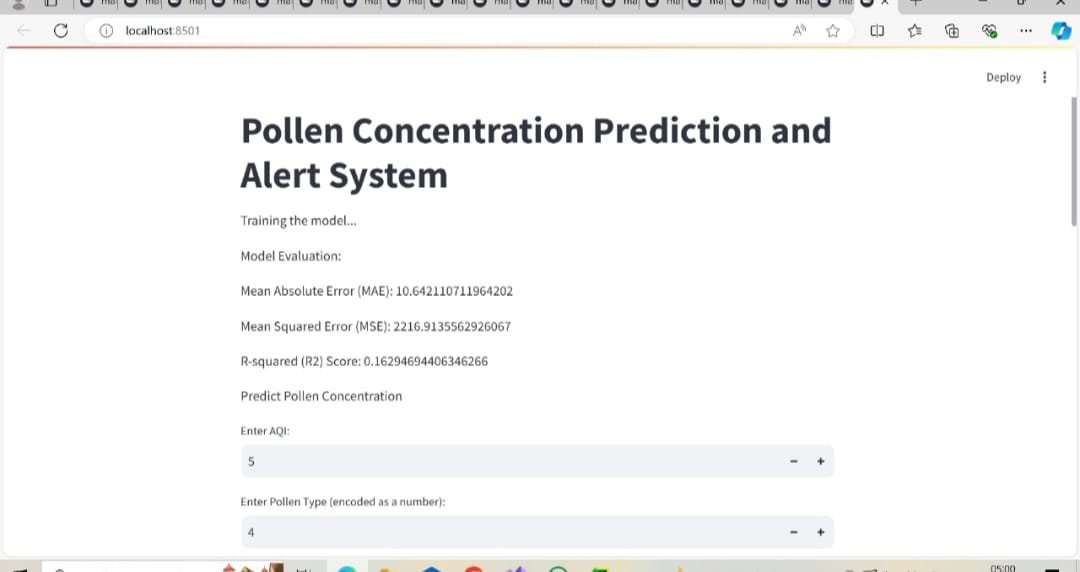 localhost:8501
Deploy
Pollen Concentration Prediction and
Alert System
Training the model...
Model Evaluation:
Mean Absolute Error (MAE): 10.642110711964202
Mean Squared Error (MSE): 2216.9135562926067
R-squared (R2) Score: 0.16294694406346266
Predict Pollen Concentration
Enter AQI:
5
Enter Pollen Type (encoded as a number):
4
05:00